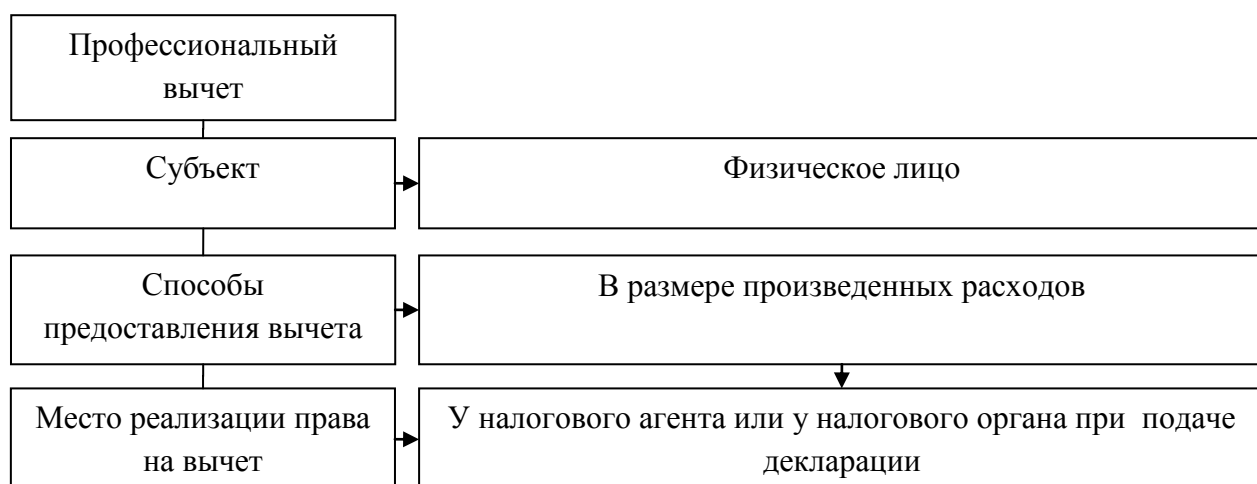 Профессиональный
вычет
Субъект
Физическое лицо
Способы
предоставления вычета
В размере произведенных расходов
Место реализации права
на вычет
У налогового агента или у налогового органа при  подаче
декларации